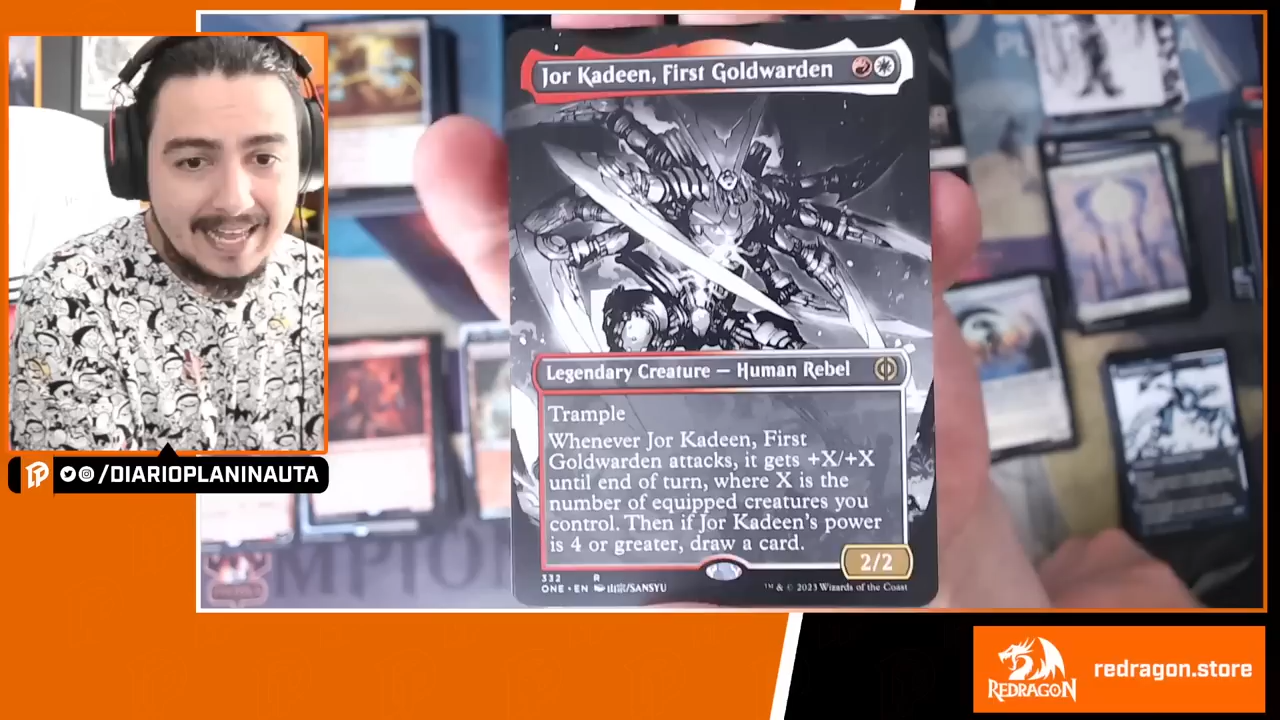 Jor Kadeen, First Goldwarden
Legendary Creature — Human Rebel
Trample
Whenever Jor Kadeen, First
Goldwarden attacks, it gets +X/+X
until end of turn, where X is the
number of equipped creatures you
control. Then if Jor Kadeen's power
is 4 or greater, draw a card.
2/2
332 R
ONE • EN 山宗/SANSYU
™ & © 2023 Wizards of the Coast
/DIARIOPLANINAUTA
REDRAGON
redragon.store